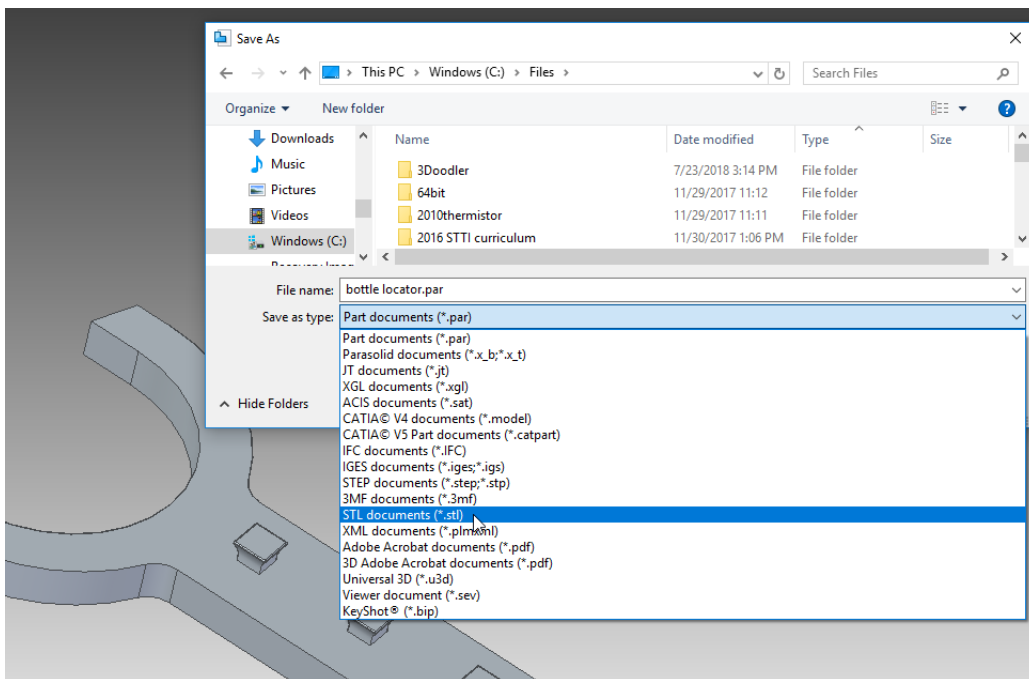 Save As
This PC > Windows (C:) > Files >
Search Files
Organize
New folder
?
Name Date modified Type Size
Downloads
Music
Pictures
Videos
Windows (C:)
3Doodler 7/23/2018 3:14 PM File folder
64bit 11/29/2017 11:12 File folder
2010thermistor 11/29/2017 11:11 File folder
2016 STTI curriculum 11/30/2017 1:06 PM File folder
File name: bottle locator.par
Save as type: Part documents (*.par)
Hide Folders
Part documents (*.par)
Parasolid documents (*.x_b;*.x_t)
JT documents (*.jt)
XGL documents (*.xgl)
ACIS documents (*.sat)
CATIA© V4 documents (*.model)
CATIA© V5 Part documents (*.catpart)
IFC documents (*.IFC)
IGES documents (*.iges;*.igs)
STEP documents (*.step;*.stp)
3MF documents (*.3mf)
STL documents (*.stl)
XML documents (*.plmxml)
Adobe Acrobat documents (*.pdf)
3D Adobe Acrobat documents (*.pdf)
Universal 3D (*.u3d)
Viewer document (*.sev)
KeyShot® (*.bip)